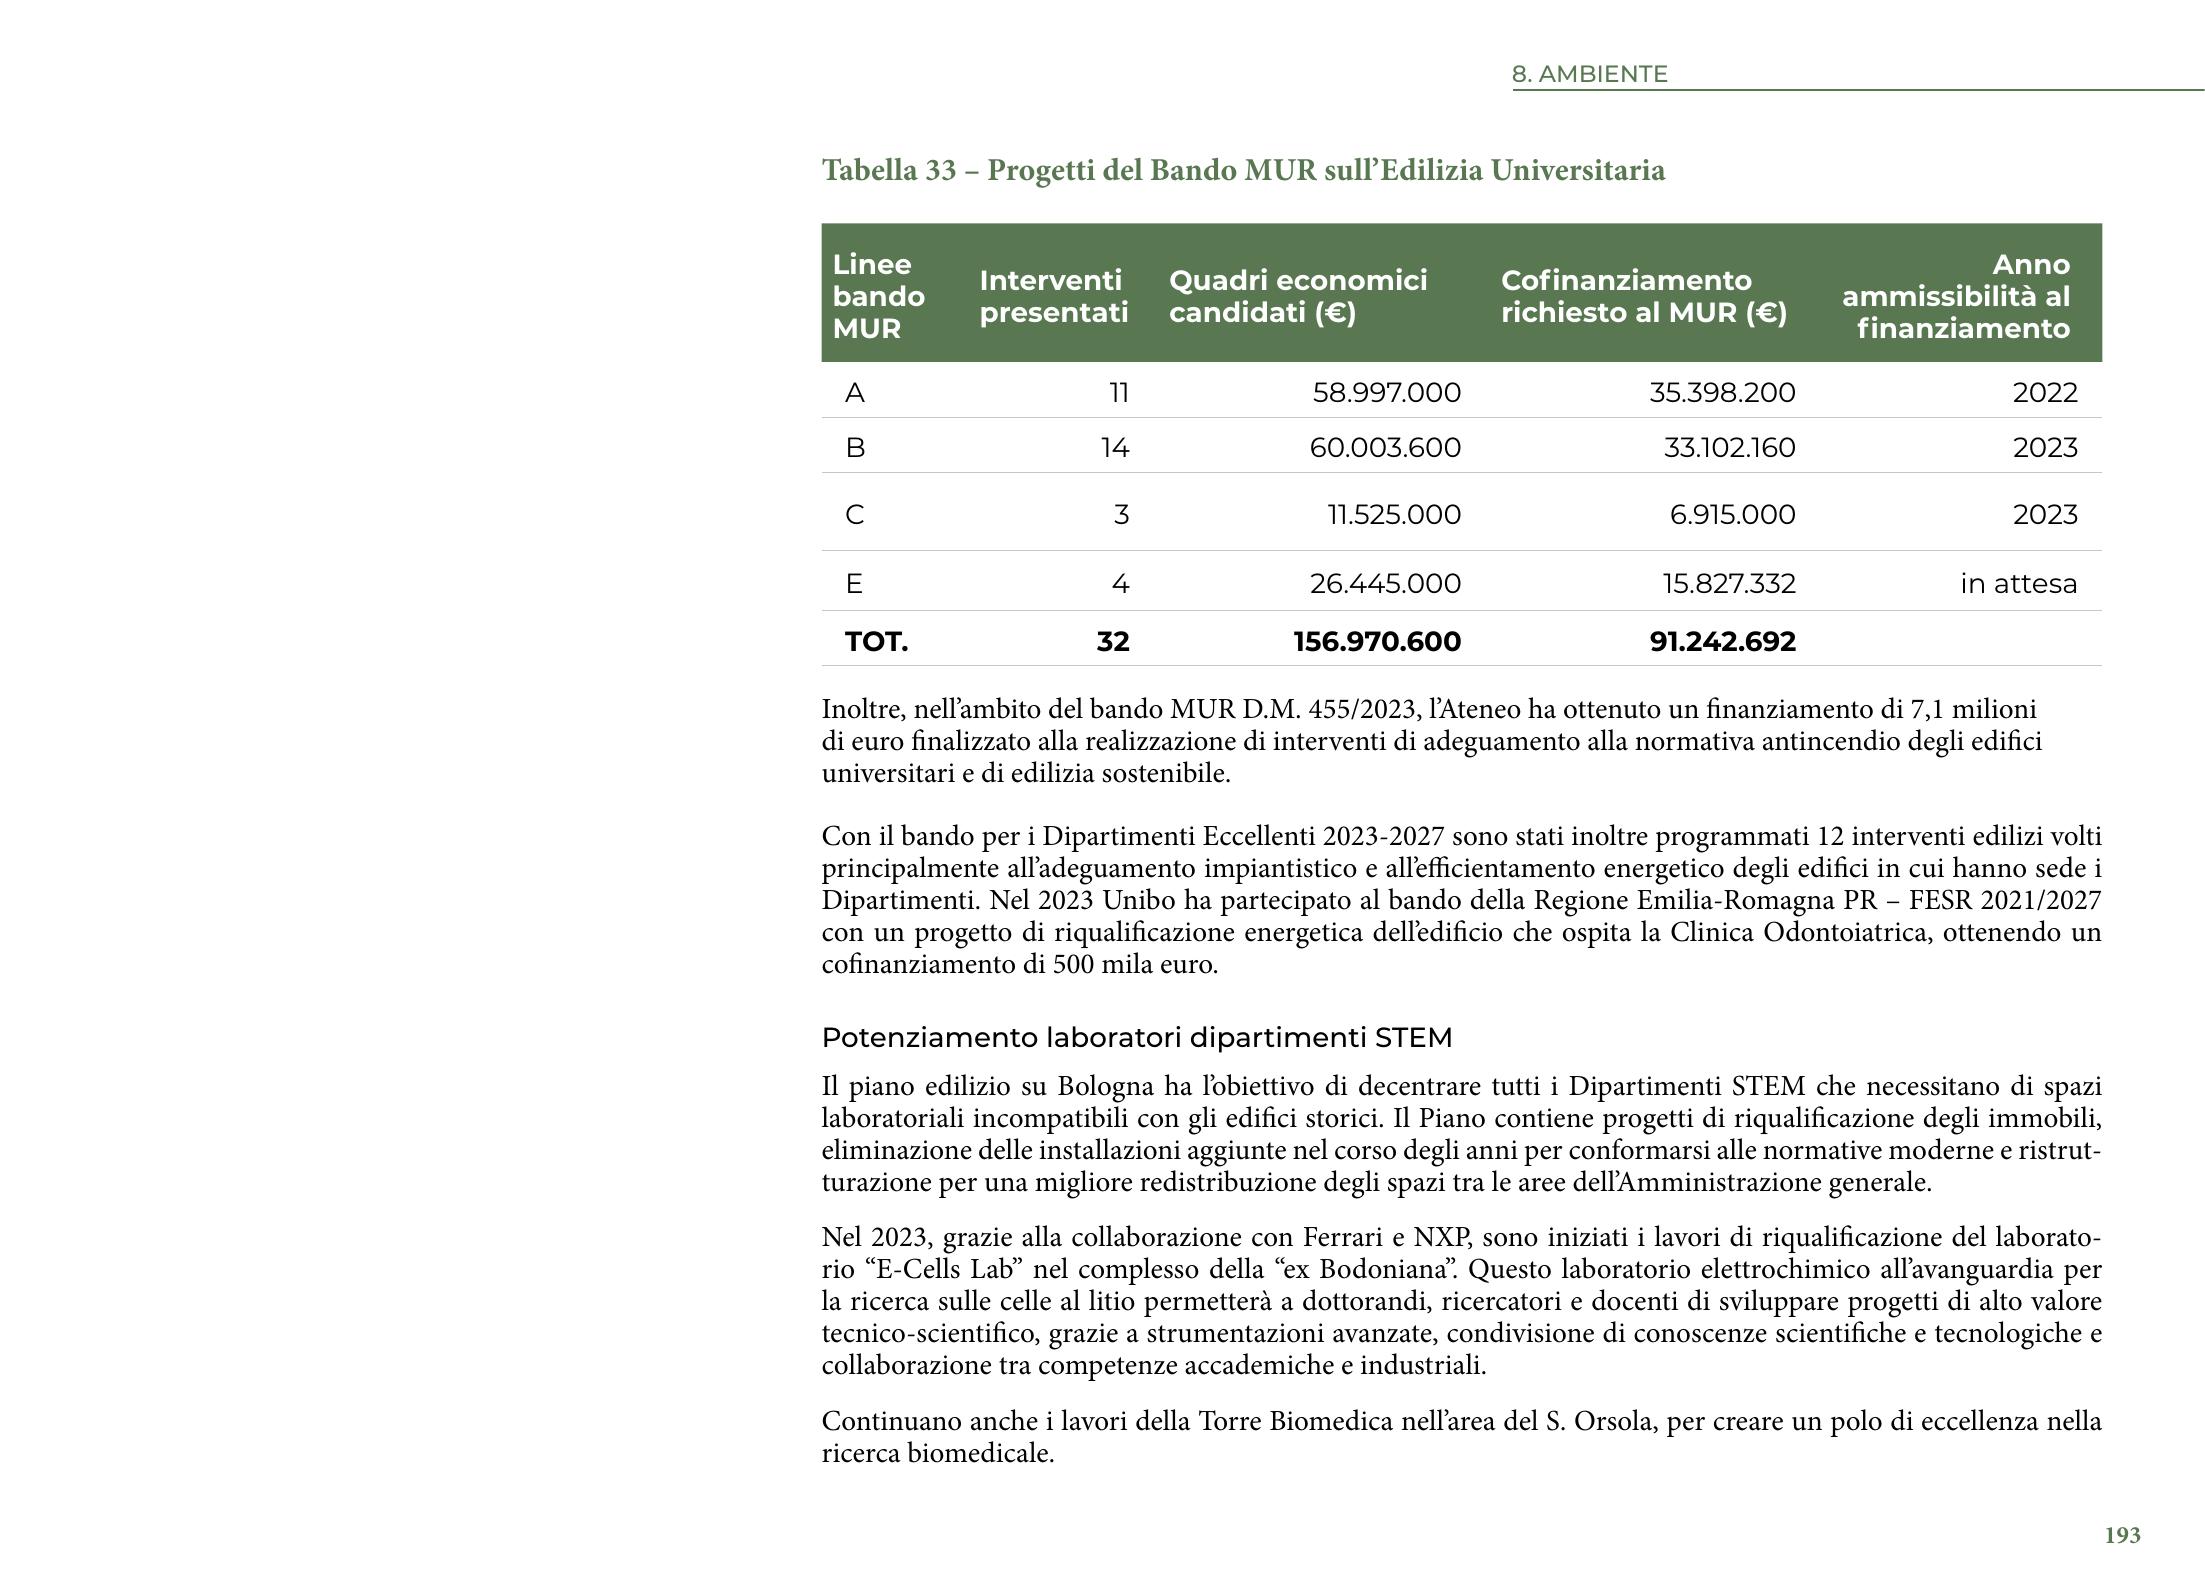 8. AMBIENTE
Tabella 33 – Progetti del Bando MUR sull’Edilizia Universitaria
Linee bando MUR Interventi presentati Quadri economici candidati (€) Cofinanziamento richiesto al MUR (€) Anno ammissibilità al finanziamento
A 11 58.997.000 35.398.200 2022
B 14 60.003.600 33.102.160 2023
C 3 11.525.000 6.915.000 2023
E 4 26.445.000 15.827.332 in attesa
TOT. 32 156.970.600 91.242.692
Inoltre, nell’ambito del bando MUR D.M. 455/2023, l’Ateneo ha ottenuto un finanziamento di 7,1 milioni
di euro finalizzato alla realizzazione di interventi di adeguamento alla normativa antincendio degli edifici
universitari e di edilizia sostenibile.
Con il bando per i Dipartimenti Eccellenti 2023-2027 sono stati inoltre programmati 12 interventi edilizi volti
principalmente all’adeguamento impiantistico e all’efficientamento energetico degli edifici in cui hanno sede i
Dipartimenti. Nel 2023 Unibo ha partecipato al bando della Regione Emilia-Romagna PR – FESR 2021/2027
con un progetto di riqualificazione energetica dell’edificio che ospita la Clinica Odontoiatrica, ottenendo un
cofinanziamento di 500 mila euro.
Potenziamento laboratori dipartimenti STEM
Il piano edilizio su Bologna ha l’obiettivo di decentrare tutti i Dipartimenti STEM che necessitano di spazi
laboratoriali incompatibili con gli edifici storici. Il Piano contiene progetti di riqualificazione degli immobili,
eliminazione delle installazioni aggiunte nel corso degli anni per conformarsi alle normative moderne e ristrut-
turazione per una migliore redistribuzione degli spazi tra le aree dell’Amministrazione generale.
Nel 2023, grazie alla collaborazione con Ferrari e NXP, sono iniziati i lavori di riqualificazione del laborato-
rio “E-Cells Lab” nel complesso della “ex Bodoniana”. Questo laboratorio elettrochimico all’avanguardia per
la ricerca sulle celle al litio permetterà a dottorandi, ricercatori e docenti di sviluppare progetti di alto valore
tecnico-scientifico, grazie a strumentazioni avanzate, condivisione di conoscenze scientifiche e tecnologiche e
collaborazione tra competenze accademiche e industriali.
Continuano anche i lavori della Torre Biomedica nell’area del S. Orsola, per creare un polo di eccellenza nella
ricerca biomedicale.
193